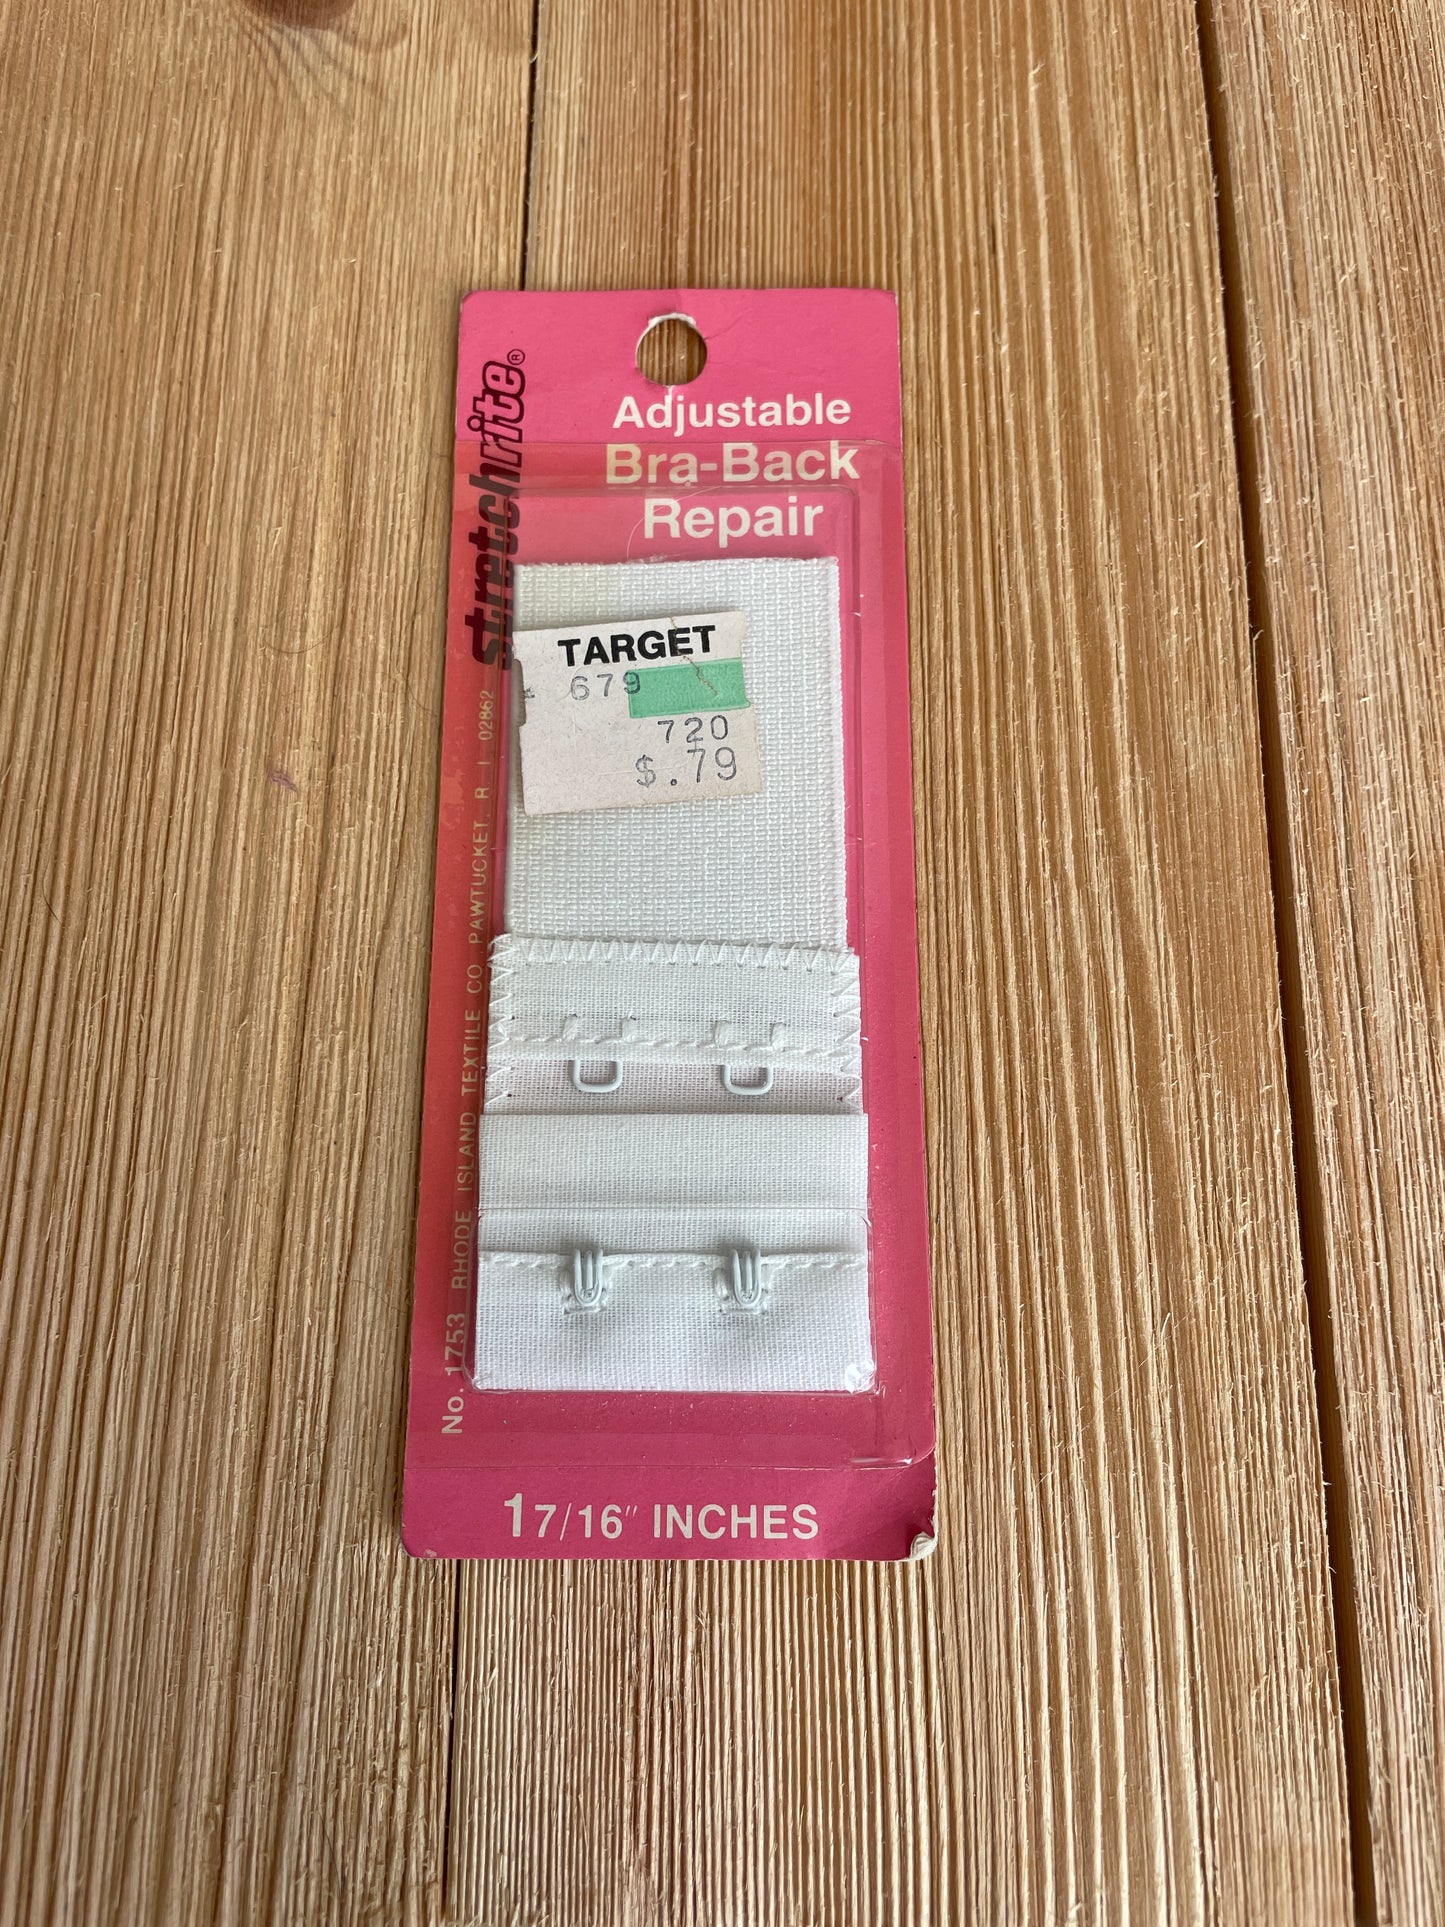 Adjustable
Bra-Back
Repair
stretchrite®
TARGET
679
720
$.79
No. 1753 RHODE ISLAND TEXTILE CO. PAWTUCKET, R I 02862
1 7/16" INCHES